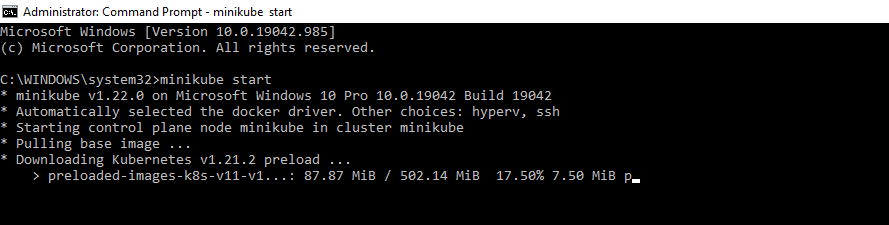 Administrator: Command Prompt - minikube start
Microsoft Windows [Version 10.0.19042.985]
(c) Microsoft Corporation. All rights reserved.
C:\WINDOWS\system32>minikube start
* minikube v1.22.0 on Microsoft Windows 10 Pro 10.0.19042 Build 19042
* Automatically selected the docker driver. Other choices: hyperv, ssh
* Starting control plane node minikube in cluster minikube
* Pulling base image ...
* Downloading Kubernetes v1.21.2 preload ...
    > preloaded-images-k8s-v11-v1...: 87.87 MiB / 502.14 MiB  17.50% 7.50 MiB p